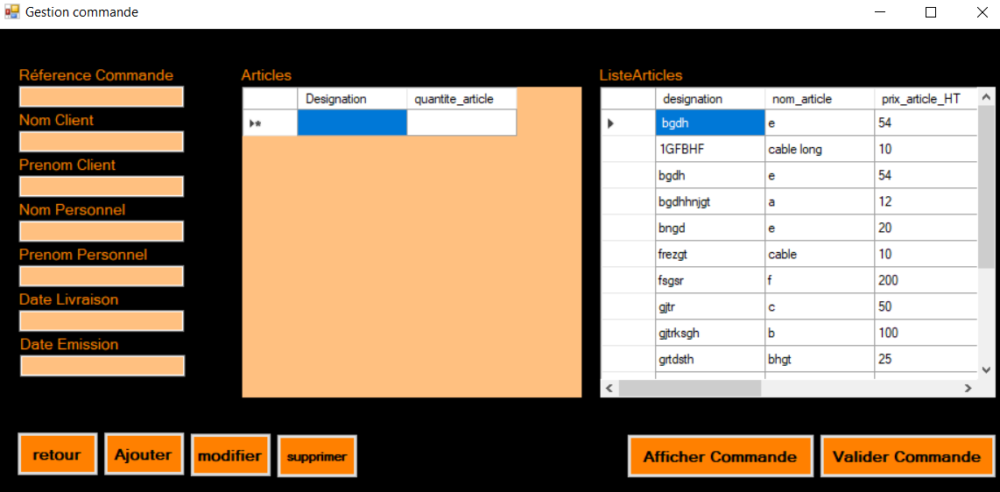 Gestion commande
Réference Commande
Nom Client
Prenom Client
Nom Personnel
Prenom Personnel
Date Livraison
Date Emission
Articles
Designation quantite_article
ListeArticles
designation nom_article prix_article_HT
bgdh e 54
1GFBHF cable long 10
bgdh e 54
bgdhhnjgt a 12
bngd e 20
frezgt cable 10
fsgsr f 200
gjtr c 50
gjtrksgh b 100
grtdsth bhgt 25
retour Ajouter modifier supprimer Afficher Commande Valider Commande